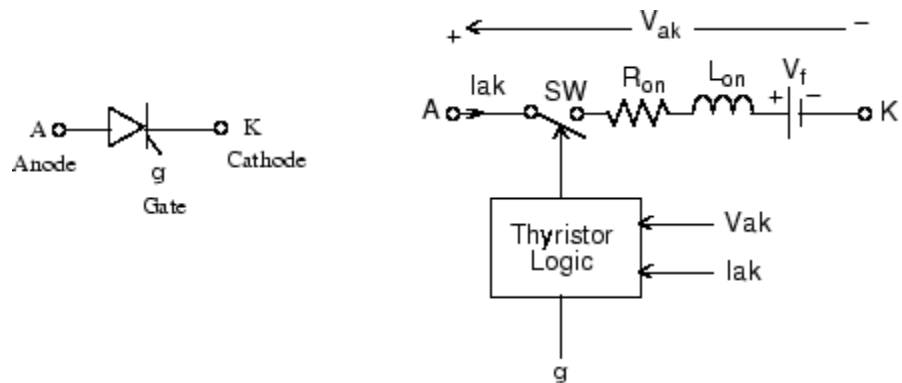 A
K
Anode
Cathode
g
Gate
+
Vak
−
Iak
SW
Ron
Lon
Vf
A
+
−
K
Thyristor
Logic
Vak
Iak
g